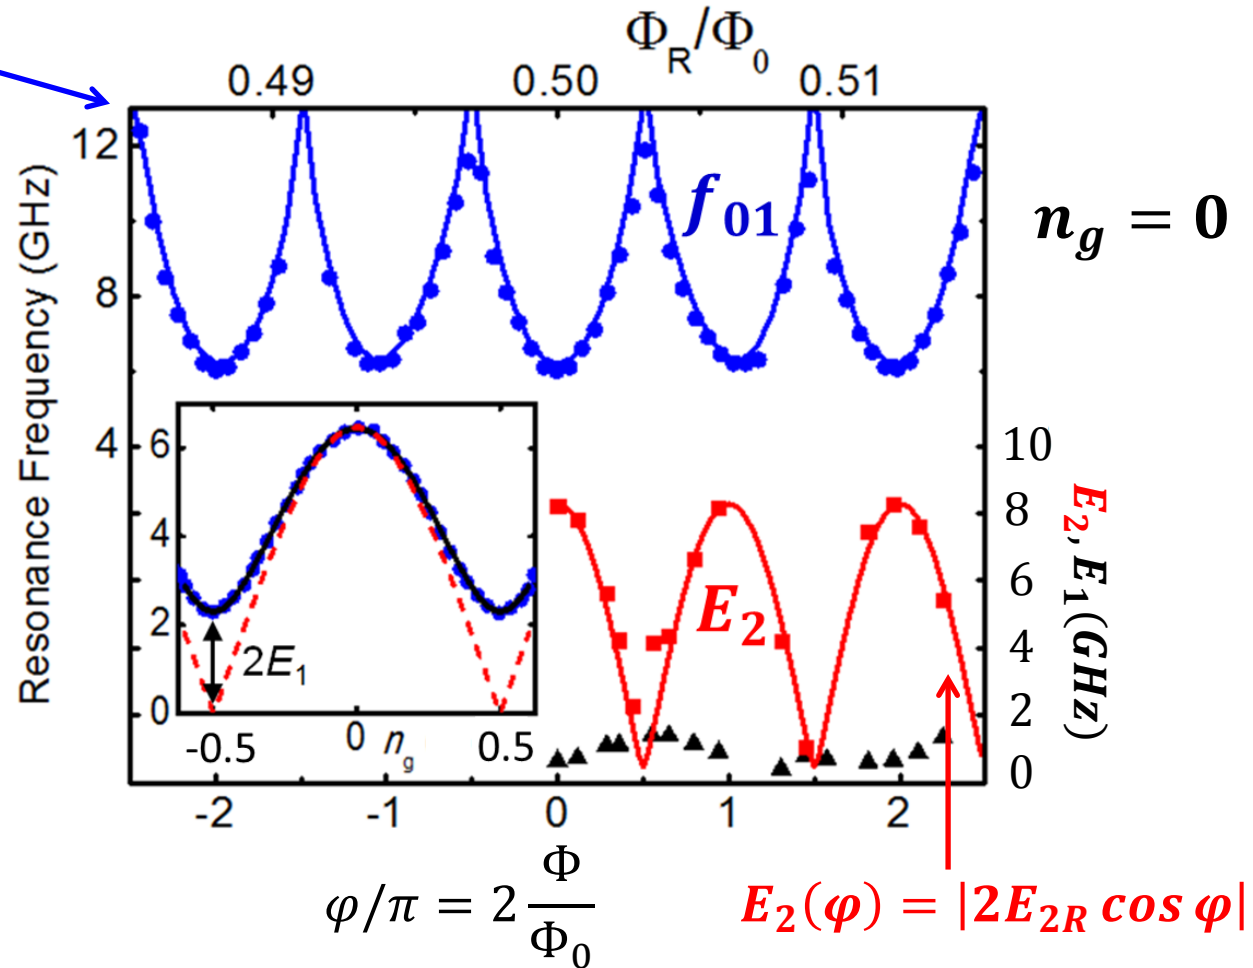 Φ_R/Φ_0
0.49 0.50 0.51
Resonance Frequency (GHz)
12
8
4
f_01
n_g = 0
6
4
2
0
2E_1
-0.5 0 n_g 0.5
E_2
10
8
6
4
2
0
E_2, E_1(GHz)
-2 -1 0 1 2
φ/π = 2 Φ/Φ_0
E_2(φ) = |2E_2R cos φ|